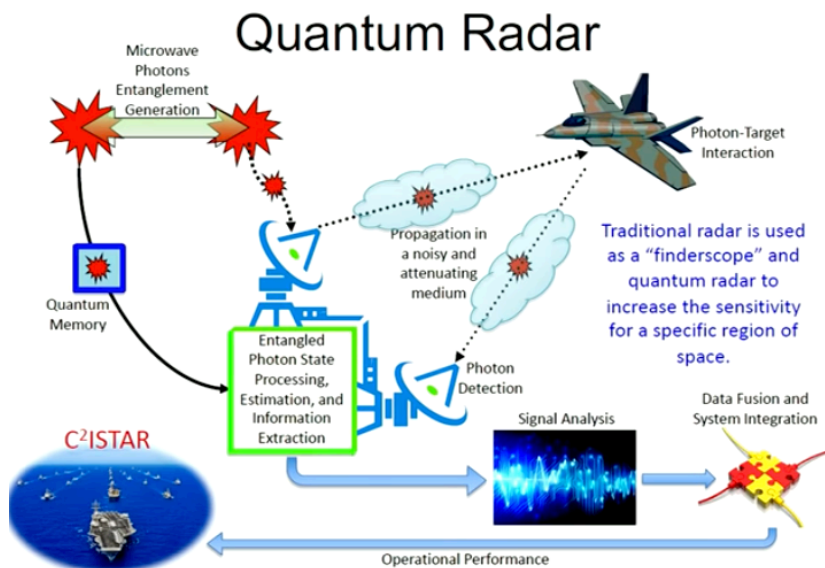 Quantum Radar
Microwave
Photons
Entanglement
Generation
Photon-Target
Interaction
Propagation in
a noisy and
attenuating
medium
Traditional radar is used
as a “finderscope” and
quantum radar to
increase the sensitivity
for a specific region of
space.
Quantum
Memory
Entangled
Photon State
Processing,
Estimation, and
Information
Extraction
Photon
Detection
Signal Analysis
Data Fusion and
System Integration
C²ISTAR
Operational Performance